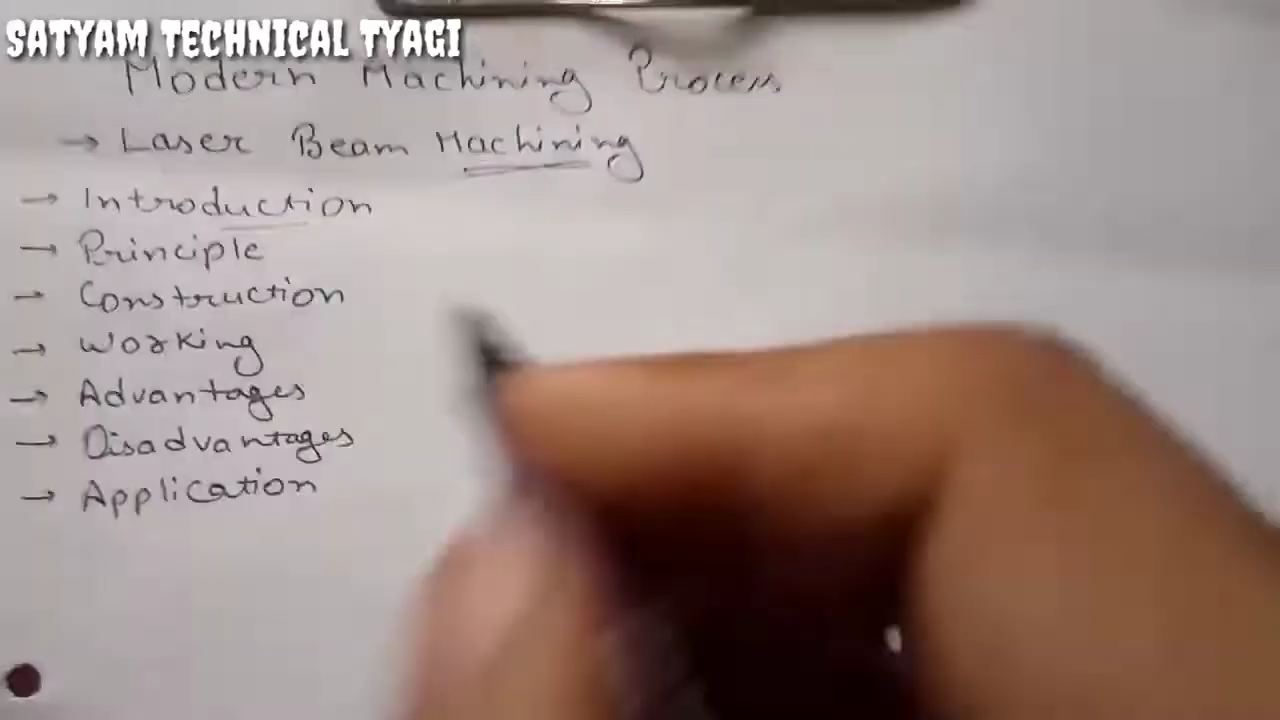 SATYAM TECHNICAL TYAGI
Modern Machining Process
→ Laser Beam Machining
→ Introduction
→ Principle
→ Construction
→ Working
→ Advantages
→ Disadvantages
→ Application